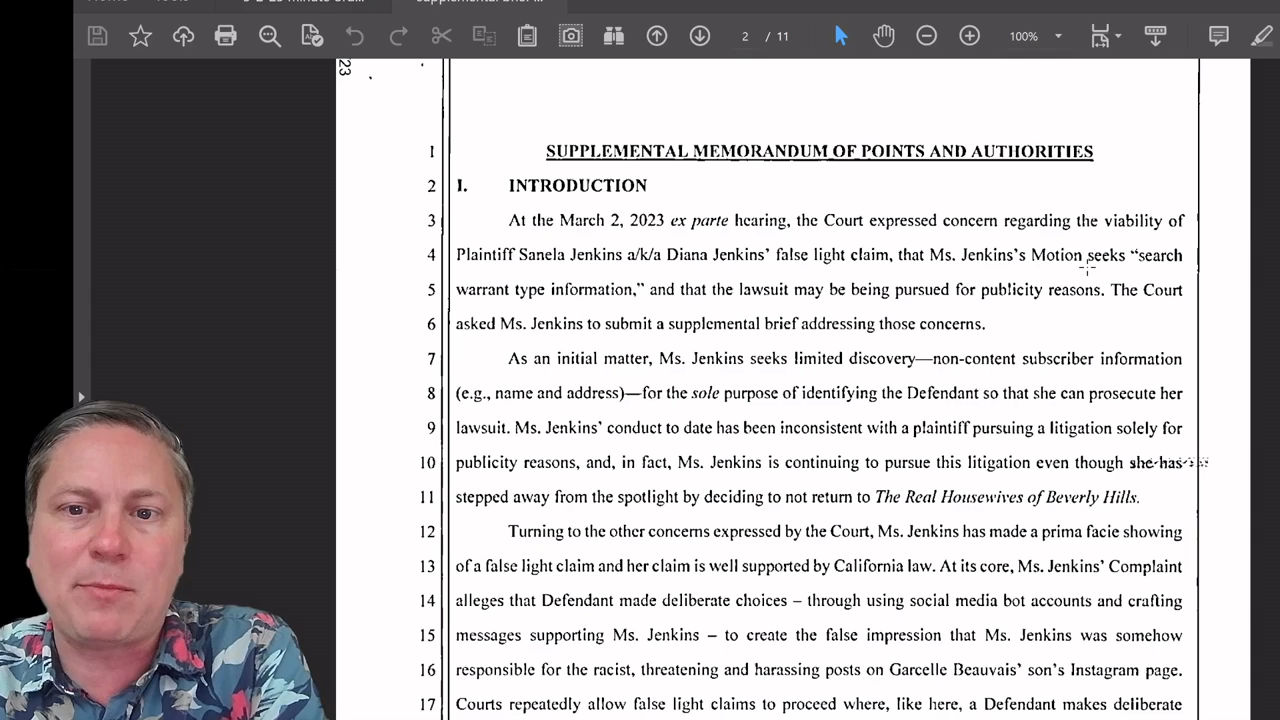 2 / 11
100%
23
1 SUPPLEMENTAL MEMORANDUM OF POINTS AND AUTHORITIES
2 I. INTRODUCTION
3 At the March 2, 2023 ex parte hearing, the Court expressed concern regarding the viability of
4 Plaintiff Sanela Jenkins a/k/a Diana Jenkins' false light claim, that Ms. Jenkins's Motion seeks “search
5 warrant type information,” and that the lawsuit may be being pursued for publicity reasons. The Court
6 asked Ms. Jenkins to submit a supplemental brief addressing those concerns.
7 As an initial matter, Ms. Jenkins seeks limited discovery—non-content subscriber information
8 (e.g., name and address)—for the sole purpose of identifying the Defendant so that she can prosecute her
9 lawsuit. Ms. Jenkins' conduct to date has been inconsistent with a plaintiff pursuing a litigation solely for
10 publicity reasons, and, in fact, Ms. Jenkins is continuing to pursue this litigation even though she has
11 stepped away from the spotlight by deciding to not return to The Real Housewives of Beverly Hills.
12 Turning to the other concerns expressed by the Court, Ms. Jenkins has made a prima facie showing
13 of a false light claim and her claim is well supported by California law. At its core, Ms. Jenkins' Complaint
14 alleges that Defendant made deliberate choices – through using social media bot accounts and crafting
15 messages supporting Ms. Jenkins – to create the false impression that Ms. Jenkins was somehow
16 responsible for the racist, threatening and harassing posts on Garcelle Beauvais' son's Instagram page.
17 Courts repeatedly allow false light claims to proceed where, like here, a Defendant makes deliberate